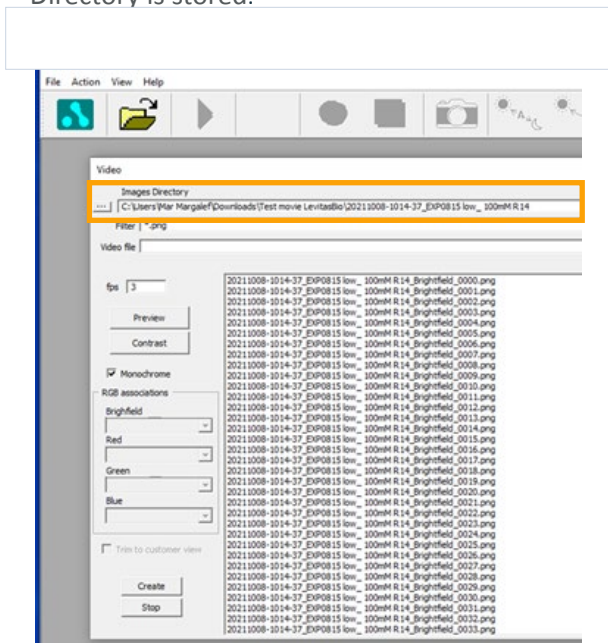 Directory is stored.
File Action View Help
Video
Images Directory
... C:\Users\Mar Margalef\Downloads\Test movie LevitasBio\20211008-1014-37_EXP0815 low_ 100mM R14
Filter *.png
Video file
fps 3
Preview
Contrast
Monochrome
RGB associations
Brighfield
Red
Green
Blue
Trim to customer view
Create
Stop
20211008-1014-37_EXP0815 low_ 100mM R14_Brightfield_0000.png
20211008-1014-37_EXP0815 low_ 100mM R14_Brightfield_0001.png
20211008-1014-37_EXP0815 low_ 100mM R14_Brightfield_0002.png
20211008-1014-37_EXP0815 low_ 100mM R14_Brightfield_0003.png
20211008-1014-37_EXP0815 low_ 100mM R14_Brightfield_0004.png
20211008-1014-37_EXP0815 low_ 100mM R14_Brightfield_0005.png
20211008-1014-37_EXP0815 low_ 100mM R14_Brightfield_0006.png
20211008-1014-37_EXP0815 low_ 100mM R14_Brightfield_0007.png
20211008-1014-37_EXP0815 low_ 100mM R14_Brightfield_0008.png
20211008-1014-37_EXP0815 low_ 100mM R14_Brightfield_0009.png
20211008-1014-37_EXP0815 low_ 100mM R14_Brightfield_0010.png
20211008-1014-37_EXP0815 low_ 100mM R14_Brightfield_0011.png
20211008-1014-37_EXP0815 low_ 100mM R14_Brightfield_0012.png
20211008-1014-37_EXP0815 low_ 100mM R14_Brightfield_0013.png
20211008-1014-37_EXP0815 low_ 100mM R14_Brightfield_0014.png
20211008-1014-37_EXP0815 low_ 100mM R14_Brightfield_0015.png
20211008-1014-37_EXP0815 low_ 100mM R14_Brightfield_0016.png
20211008-1014-37_EXP0815 low_ 100mM R14_Brightfield_0017.png
20211008-1014-37_EXP0815 low_ 100mM R14_Brightfield_0018.png
20211008-1014-37_EXP0815 low_ 100mM R14_Brightfield_0019.png
20211008-1014-37_EXP0815 low_ 100mM R14_Brightfield_0020.png
20211008-1014-37_EXP0815 low_ 100mM R14_Brightfield_0021.png
20211008-1014-37_EXP0815 low_ 100mM R14_Brightfield_0022.png
20211008-1014-37_EXP0815 low_ 100mM R14_Brightfield_0023.png
20211008-1014-37_EXP0815 low_ 100mM R14_Brightfield_0024.png
20211008-1014-37_EXP0815 low_ 100mM R14_Brightfield_0025.png
20211008-1014-37_EXP0815 low_ 100mM R14_Brightfield_0026.png
20211008-1014-37_EXP0815 low_ 100mM R14_Brightfield_0027.png
20211008-1014-37_EXP0815 low_ 100mM R14_Brightfield_0028.png
20211008-1014-37_EXP0815 low_ 100mM R14_Brightfield_0029.png
20211008-1014-37_EXP0815 low_ 100mM R14_Brightfield_0030.png
20211008-1014-37_EXP0815 low_ 100mM R14_Brightfield_0031.png
20211008-1014-37_EXP0815 low_ 100mM R14_Brightfield_0032.png
20211008-1014-37_EXP0815 low_ 100mM R14_Brightfield_0033.png